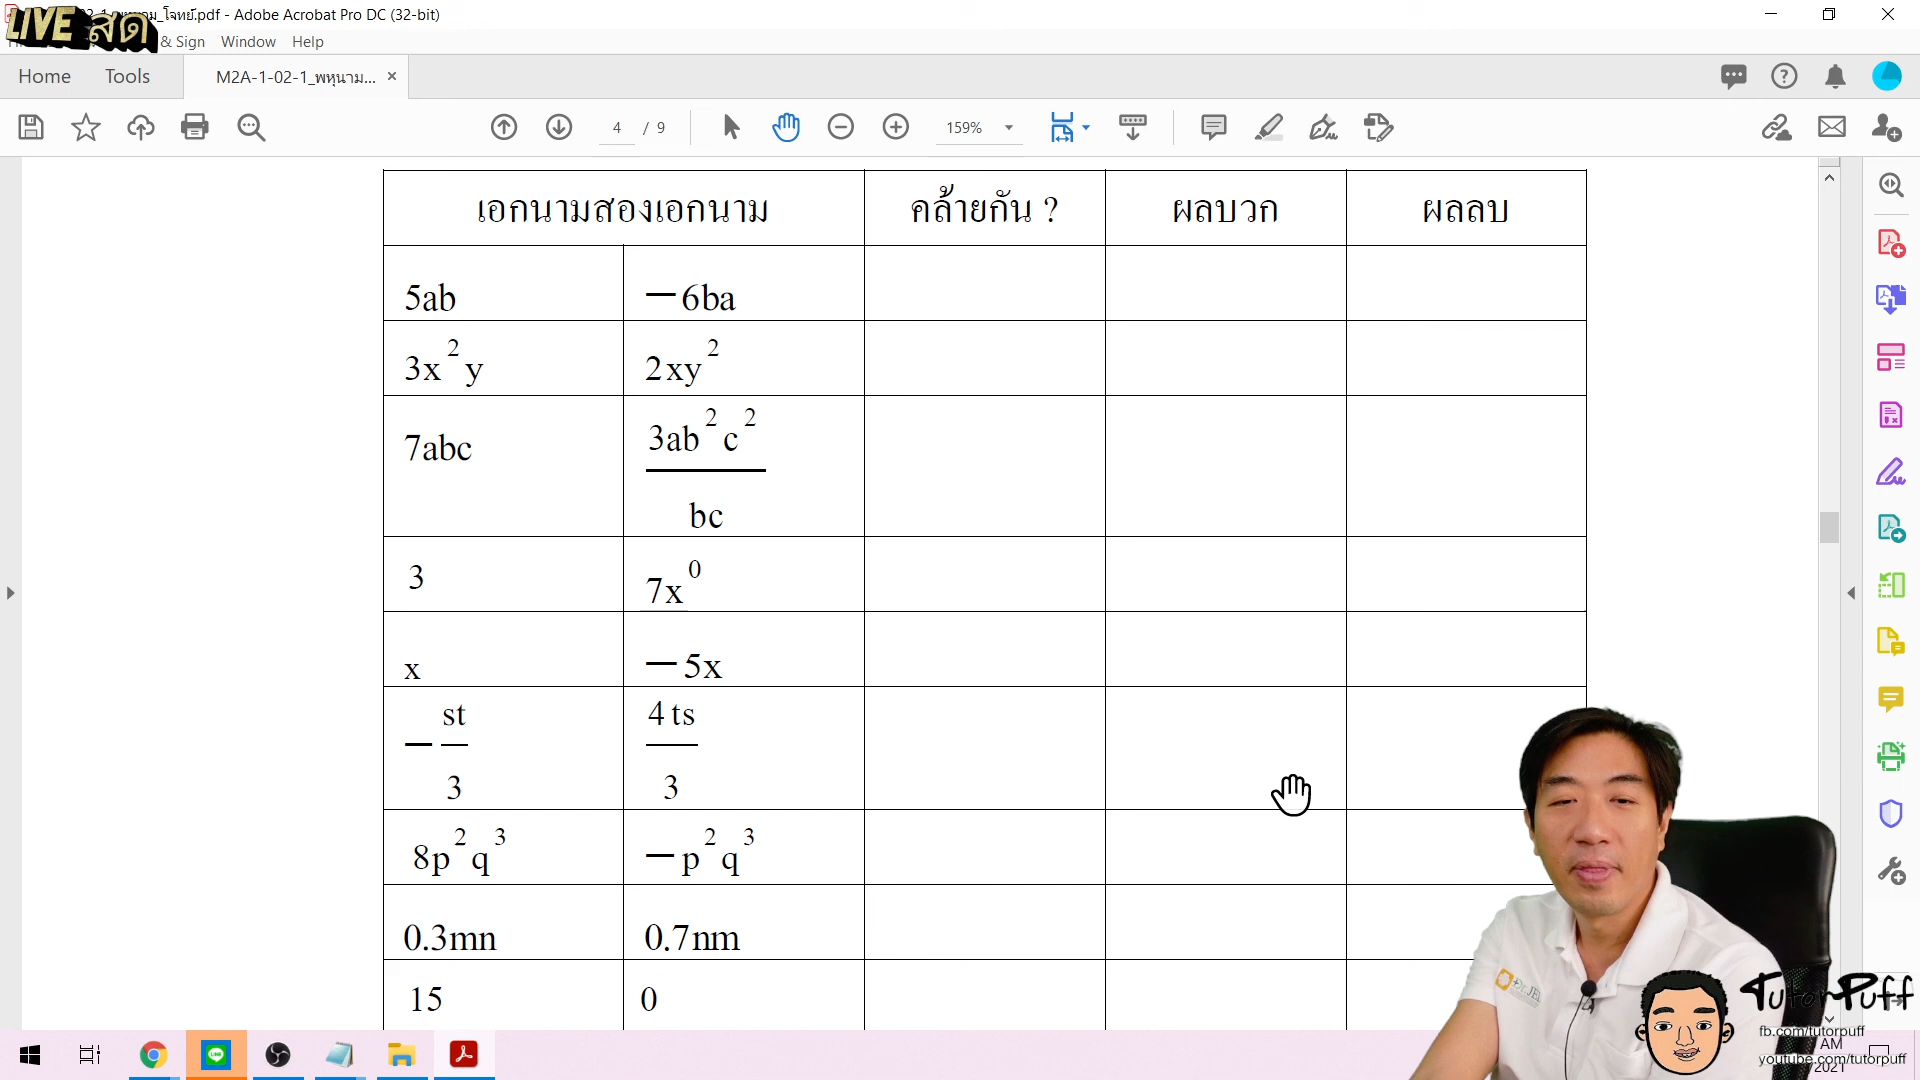 LIVE สด
_โจทย์.pdf - Adobe Acrobat Pro DC (32-bit)
& Sign Window Help
Home Tools M2A-1-02-1_พหุนาม... ×
4 / 9 159%
เอกนามสองเอกนาม คล้ายกัน ? ผลบวก ผลลบ
5ab −6ba
3x²y 2xy²
7abc 3ab²c²
bc
3 7x⁰
x −5x
− st 4ts
3 3
8p²q³ −p²q³
0.3mn 0.7nm
15 0
TutorPuff
fb.com/tutorpuff
AM
youtube.com/tutorpuff
2021